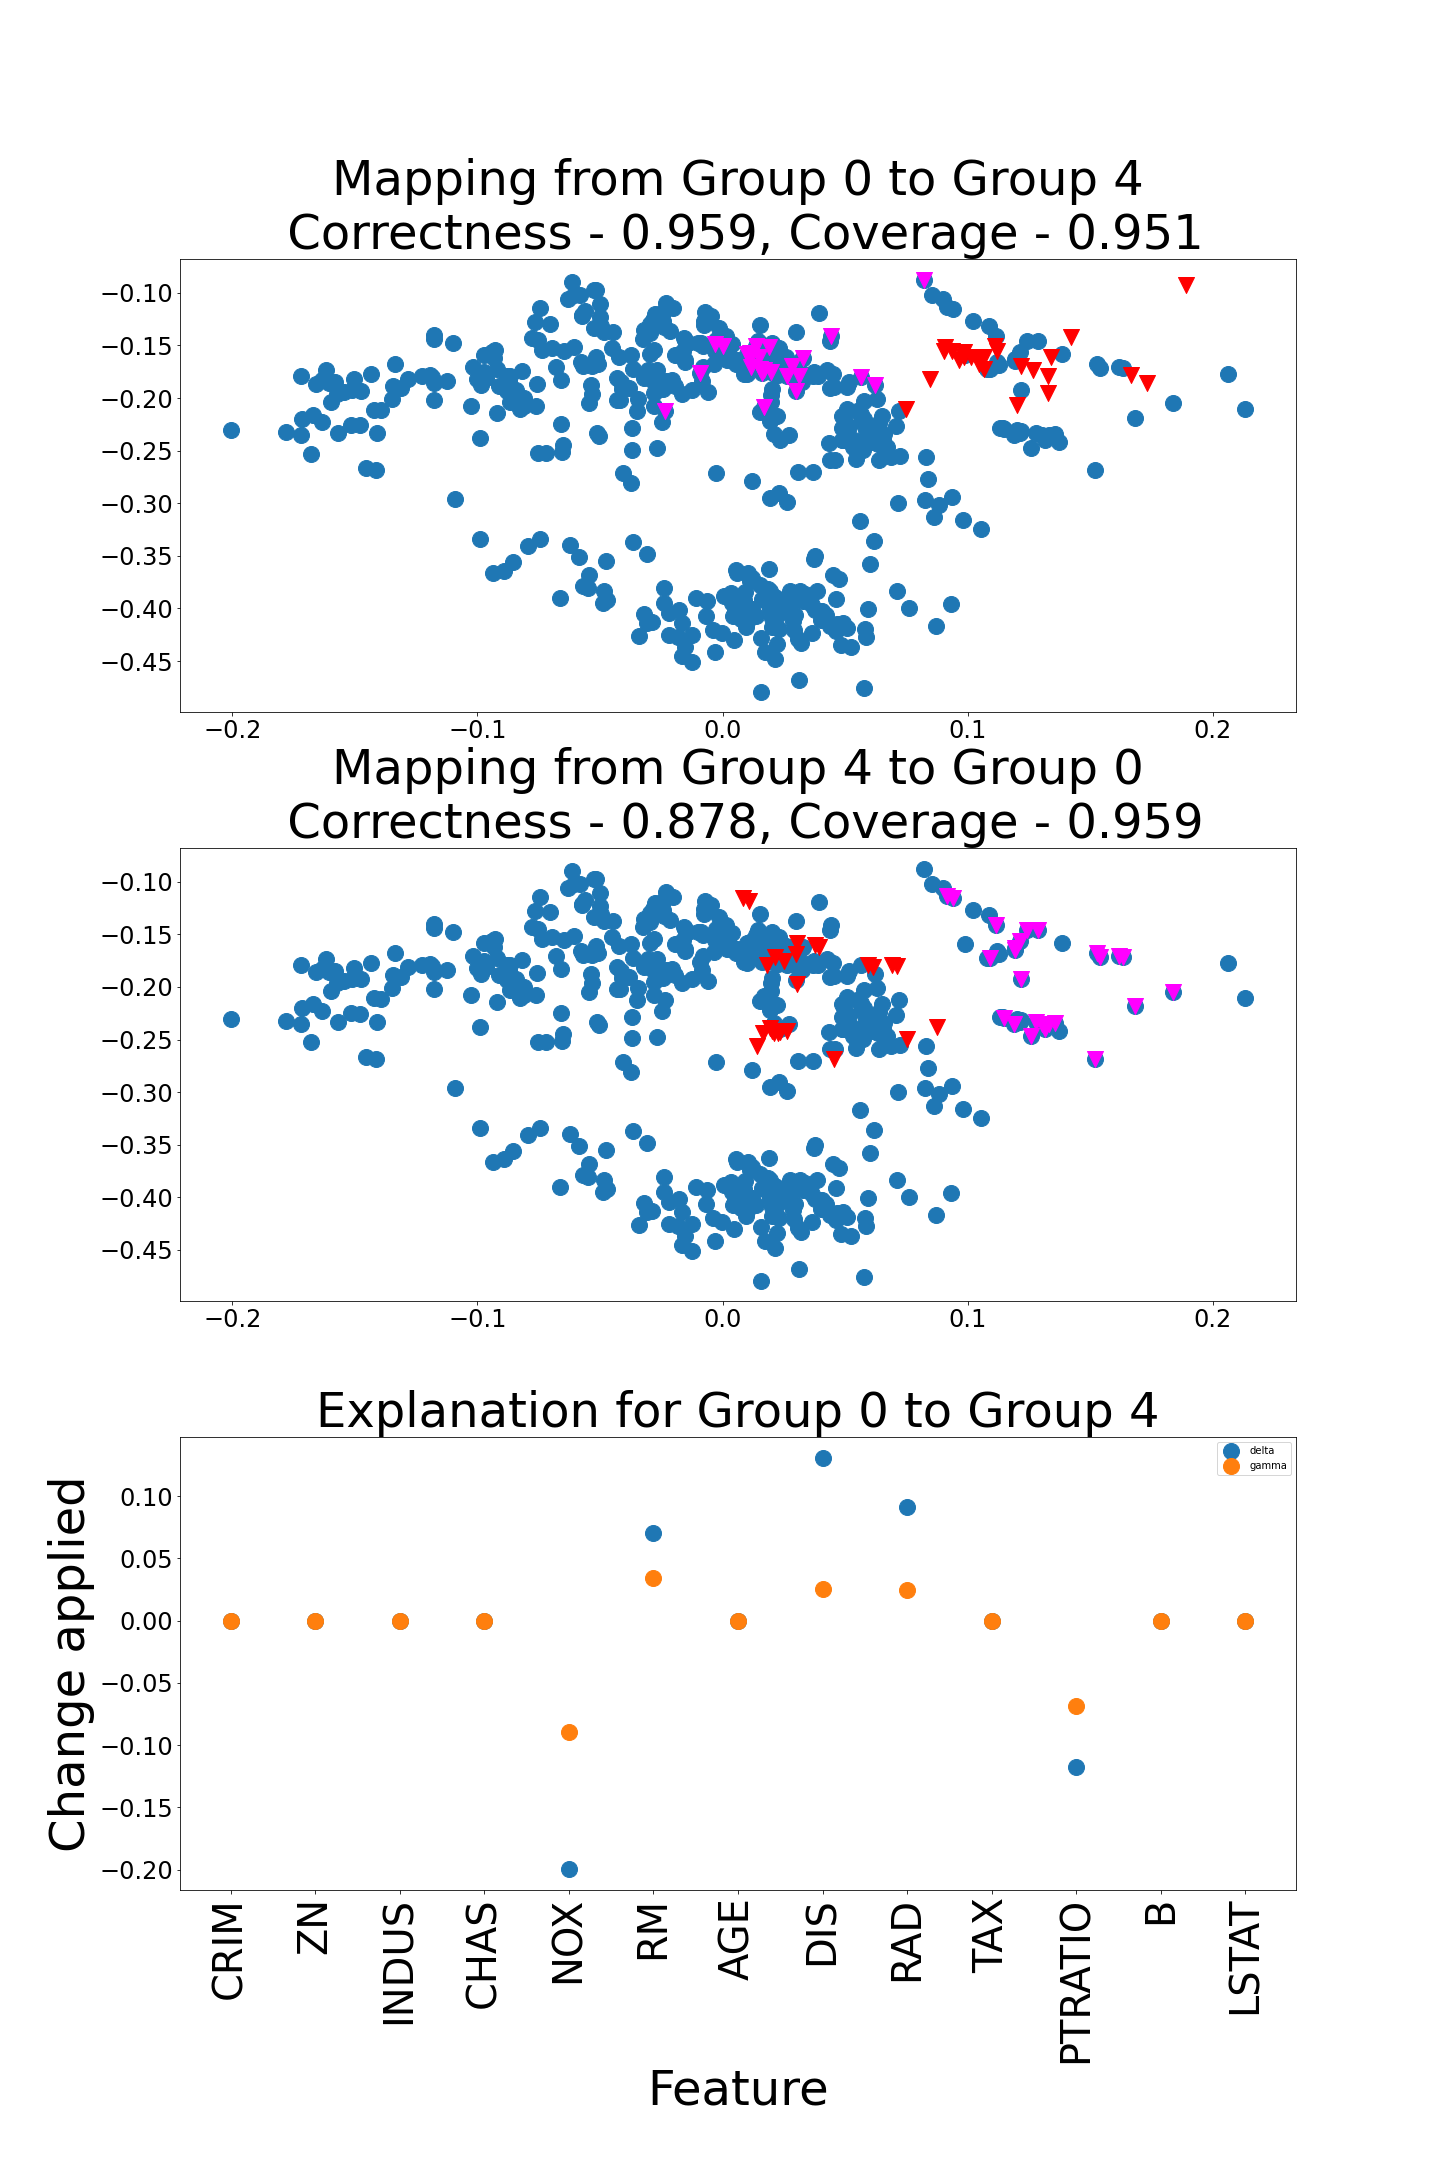 Mapping from Group 0 to Group 4
Correctness - 0.959, Coverage - 0.951
−0.10
−0.15
−0.20
−0.25
−0.30
−0.35
−0.40
−0.45
−0.2 −0.1 0.0 0.1 0.2
Mapping from Group 4 to Group 0
Correctness - 0.878, Coverage - 0.959
−0.10
−0.15
−0.20
−0.25
−0.30
−0.35
−0.40
−0.45
−0.2 −0.1 0.0 0.1 0.2
Explanation for Group 0 to Group 4
delta
gamma
Change applied
0.10
0.05
0.00
−0.05
−0.10
−0.15
−0.20
CRIM
ZN
INDUS
CHAS
NOX
RM
AGE
DIS
RAD
TAX
PTRATIO
B
LSTAT
Feature